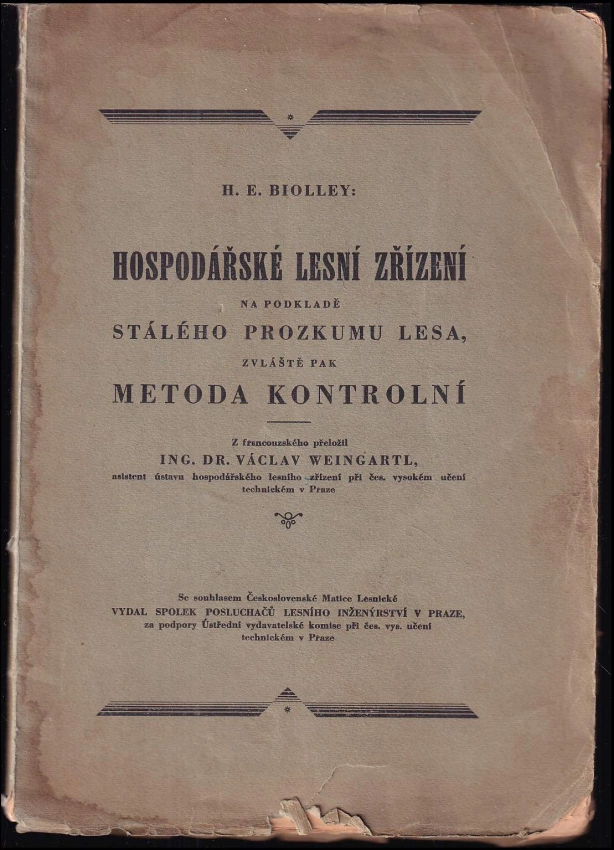 H. E. BIOLLEY:
HOSPODÁŘSKÉ LESNÍ ZŘÍZENÍ
NA PODKLADĚ
STÁLÉHO PROZKUMU LESA,
ZVLÁŠTĚ PAK
METODA KONTROLNÍ
Z francouzského přeložil
ING. DR. VÁCLAV WEINGARTL,
asistent ústavu hospodářského lesního zřízení při čes. vysokém učení
technickém v Praze
Se souhlasem Československé Matice Lesnické
VYDAL SPOLEK POSLUCHAČŮ LESNÍHO INŽENÝRSTVÍ V PRAZE,
za podpory Ústřední vydavatelské komise při čes. vys. učení
technickém v Praze